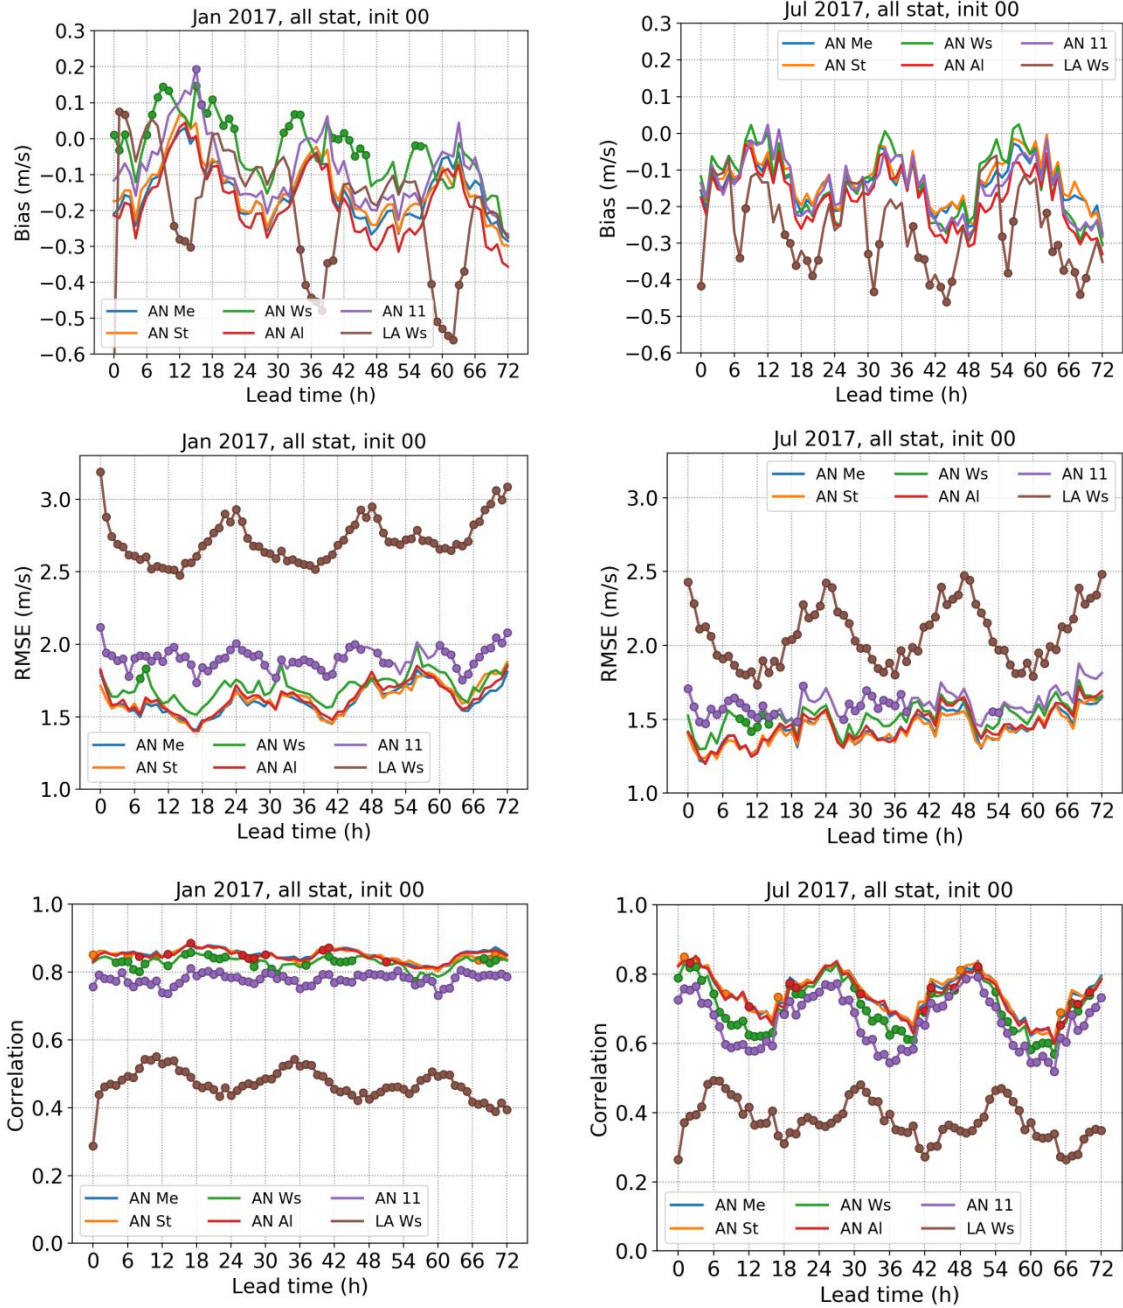 Jan 2017, all stat, init 00
0.3
0.2
0.1
0.0
−0.1
−0.2
−0.3
−0.4
−0.5
−0.6
Bias (m/s)
AN Me AN Ws AN 11
AN St AN Al LA Ws
0 6 12 18 24 30 36 42 48 54 60 66 72
Lead time (h)
Jul 2017, all stat, init 00
0.3
0.2
0.1
0.0
−0.1
−0.2
−0.3
−0.4
−0.5
−0.6
Bias (m/s)
AN Me AN Ws AN 11
AN St AN Al LA Ws
0 6 12 18 24 30 36 42 48 54 60 66 72
Lead time (h)
Jan 2017, all stat, init 00
3.0
2.5
2.0
1.5
1.0
RMSE (m/s)
AN Me AN Ws AN 11
AN St AN Al LA Ws
0 6 12 18 24 30 36 42 48 54 60 66 72
Lead time (h)
Jul 2017, all stat, init 00
3.0
2.5
2.0
1.5
1.0
RMSE (m/s)
AN Me AN Ws AN 11
AN St AN Al LA Ws
0 6 12 18 24 30 36 42 48 54 60 66 72
Lead time (h)
Jan 2017, all stat, init 00
1.0
0.8
0.6
0.4
0.2
0.0
Correlation
AN Me AN Ws AN 11
AN St AN Al LA Ws
0 6 12 18 24 30 36 42 48 54 60 66 72
Lead time (h)
Jul 2017, all stat, init 00
1.0
0.8
0.6
0.4
0.2
0.0
Correlation
AN Me AN Ws AN 11
AN St AN Al LA Ws
0 6 12 18 24 30 36 42 48 54 60 66 72
Lead time (h)